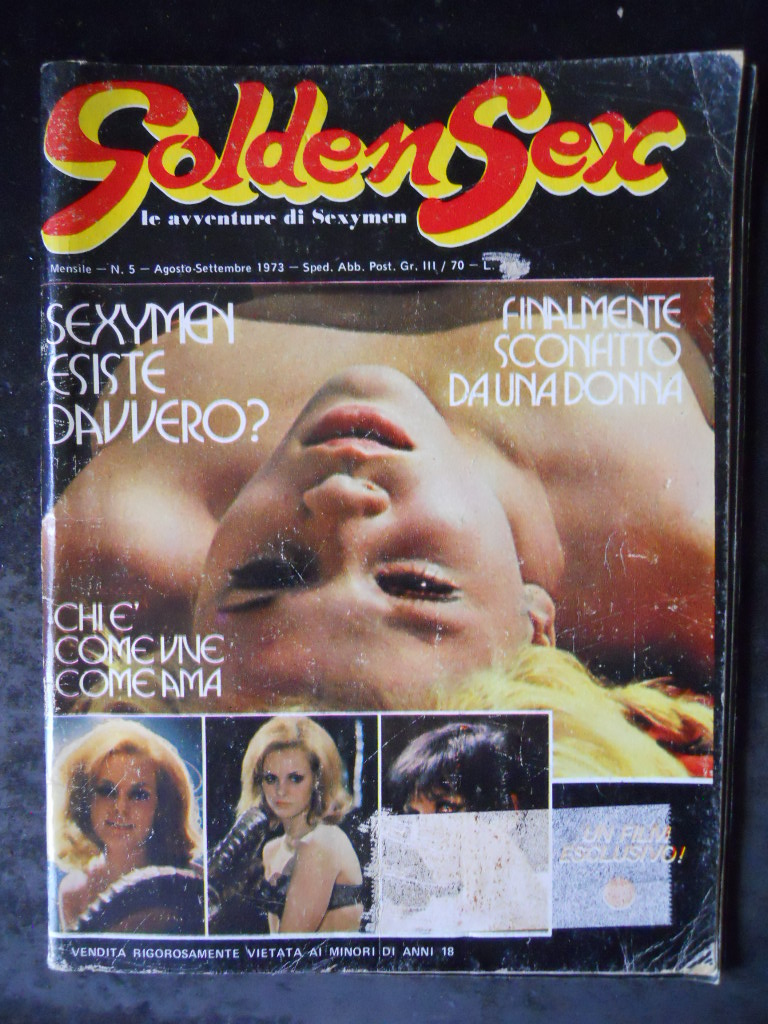 Golden Sex
le avventure di Sexymen
Mensile — N. 5 — Agosto-Settembre 1973 — Sped. Abb. Post. Gr. III / 70 — L.
SEXYMEN
ESISTE
DAVVERO?
FINALMENTE
SCONFITTO
DA UNA DONNA
CHI E'
COME VIVE
COME AMA
UN FILM
ESCLUSIVO!
VENDITA RIGOROSAMENTE VIETATA AI MINORI DI ANNI 18